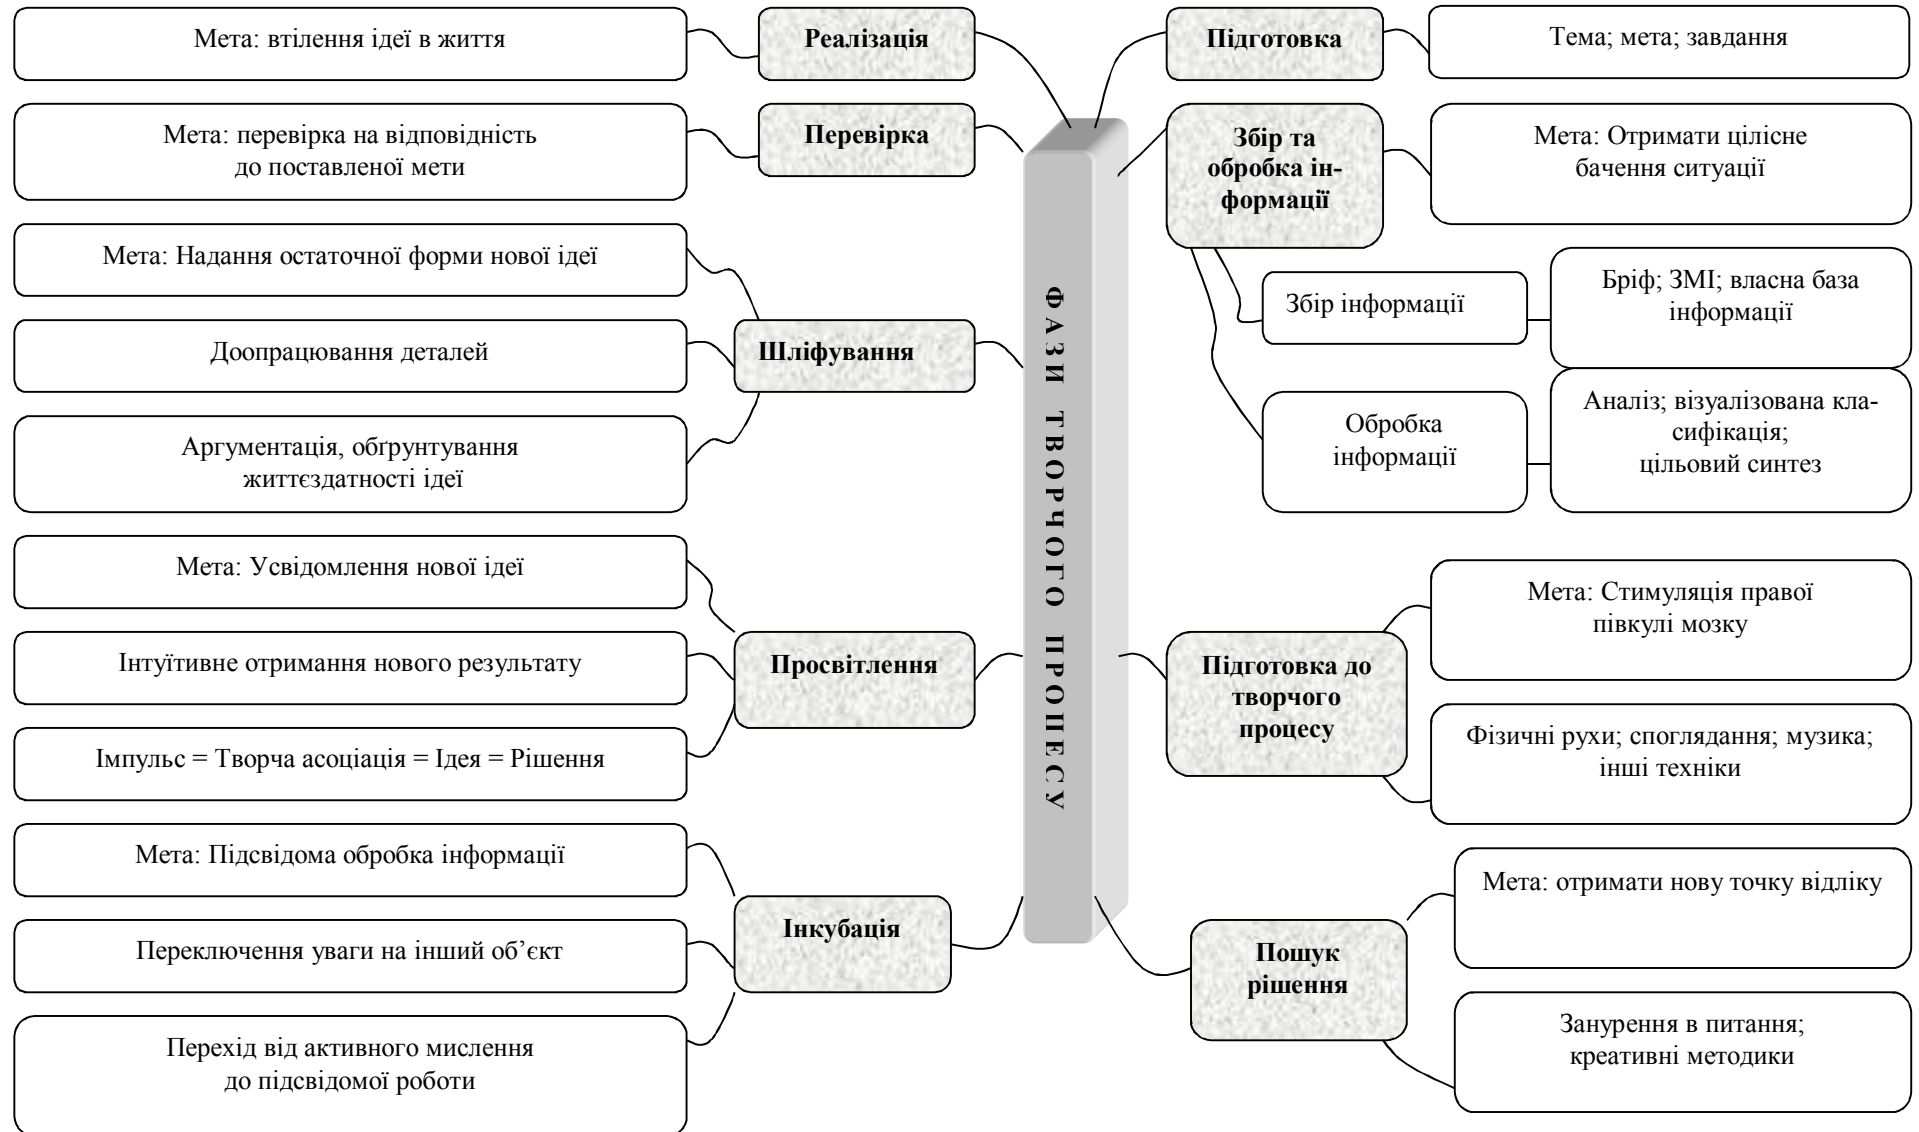 Мета: втілення ідеї в життя
Реалізація
Підготовка
Тема; мета; завдання
Мета: перевірка на відповідність
до поставленої мети
Перевірка
Збір та
обробка ін-
формації
Мета: Отримати цілісне
бачення ситуації
Мета: Надання остаточної форми нової ідеї
Доопрацювання деталей
Аргументація, обґрунтування
життєздатності ідеї
Шліфування
ФАЗИ ТВОРЧОГО ПРОПЕСУ
Збір інформації
Бріф; ЗМІ; власна база
інформації
Обробка
інформації
Аналіз; візуалізована кла-
сифікація;
цільовий синтез
Мета: Усвідомлення нової ідеї
Інтуїтивне отримання нового результату
Імпульс = Творча асоціація = Ідея = Рішення
Просвітлення
Підготовка до
творчого
процесу
Мета: Стимуляція правої
півкулі мозку
Фізичні рухи; споглядання; музика;
інші техніки
Мета: Підсвідома обробка інформації
Переключення уваги на інший об’єкт
Перехід від активного мислення
до підсвідомої роботи
Інкубація
Пошук
рішення
Мета: отримати нову точку відліку
Занурення в питання;
креативні методики